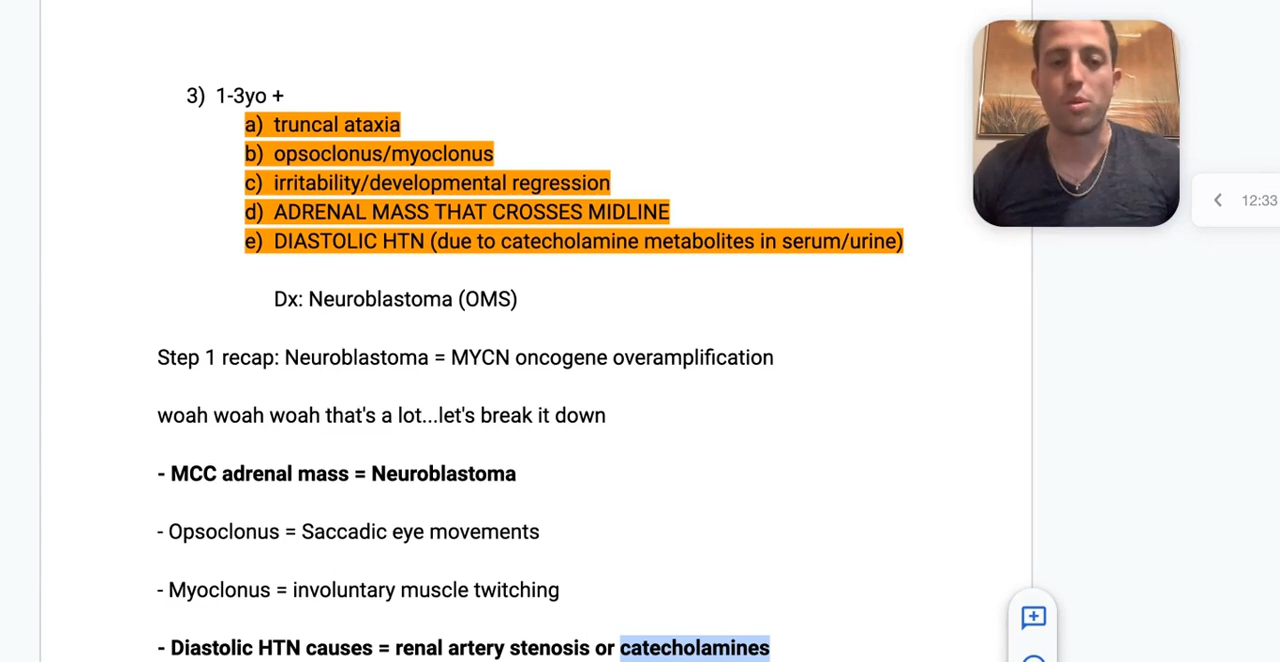 3) 1-3yo +
a) truncal ataxia
b) opsoclonus/myoclonus
c) irritability/developmental regression
d) ADRENAL MASS THAT CROSSES MIDLINE
e) DIASTOLIC HTN (due to catecholamine metabolites in serum/urine)
Dx: Neuroblastoma (OMS)
Step 1 recap: Neuroblastoma = MYCN oncogene overamplification
woah woah woah that's a lot...let's break it down
- MCC adrenal mass = Neuroblastoma
- Opsoclonus = Saccadic eye movements
- Myoclonus = involuntary muscle twitching
- Diastolic HTN causes = renal artery stenosis or catecholamines
12:33